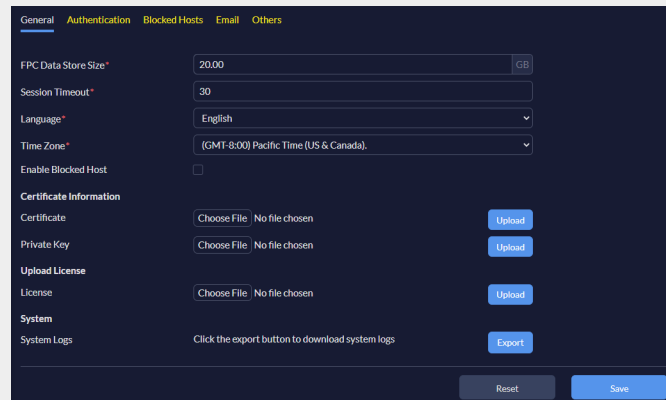 General Authentication Blocked Hosts Email Others
FPC Data Store Size* 20.00 GB
Session Timeout* 30
Language* English
Time Zone* (GMT-8:00) Pacific Time (US & Canada).
Enable Blocked Host
Certificate Information
Certificate Choose File No file chosen Upload
Private Key Choose File No file chosen Upload
Upload License
License Choose File No file chosen Upload
System
System Logs Click the export button to download system logs Export
Reset Save